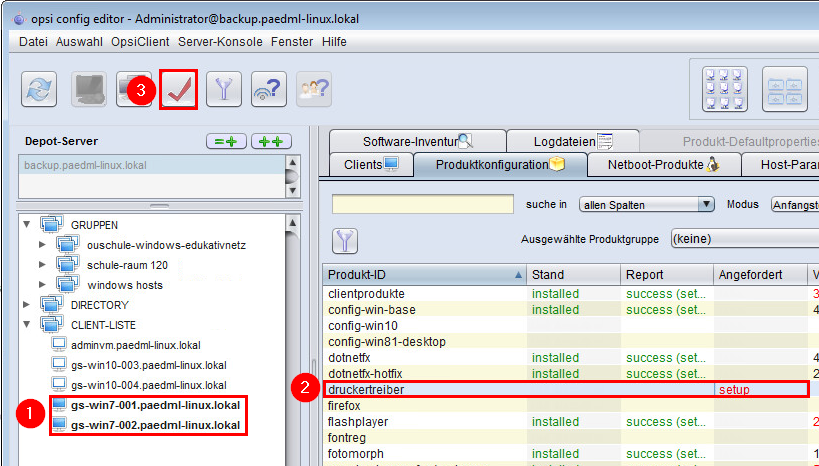 opsi config editor - Administrator@backup.paedml-linux.lokal
Datei Auswahl OpsiClient Server-Konsole Fenster Hilfe
3
Depot-Server
backup.paedml-linux.lokal
GRUPPEN
ouschule-windows-edukativnetz
schule-raum 120
windows hosts
DIRECTORY
CLIENT-LISTE
adminvm.paedml-linux.lokal
gs-win10-003.paedml-linux.lokal
gs-win10-004.paedml-linux.lokal
1
gs-win7-001.paedml-linux.lokal
gs-win7-002.paedml-linux.lokal
Software-Inventur Logdateien Produkt-Defaultproperties
Clients Produktkonfiguration Netboot-Produkte Host-Para
suche in allen Spalten Modus Anfangst
Ausgewählte Produktgruppe (keine)
Produkt-ID Stand Report Angefordert V
clientprodukte installed success (set... 3
config-win-base installed success (set... 4
config-win10
config-win81-desktop
dotnetfx installed success (set... 4
dotnetfx-hotfix installed success (set... 2
2 druckertreiber setup
firefox
flashplayer installed success (set...
fontreg
fotomorph installed success (set... 1